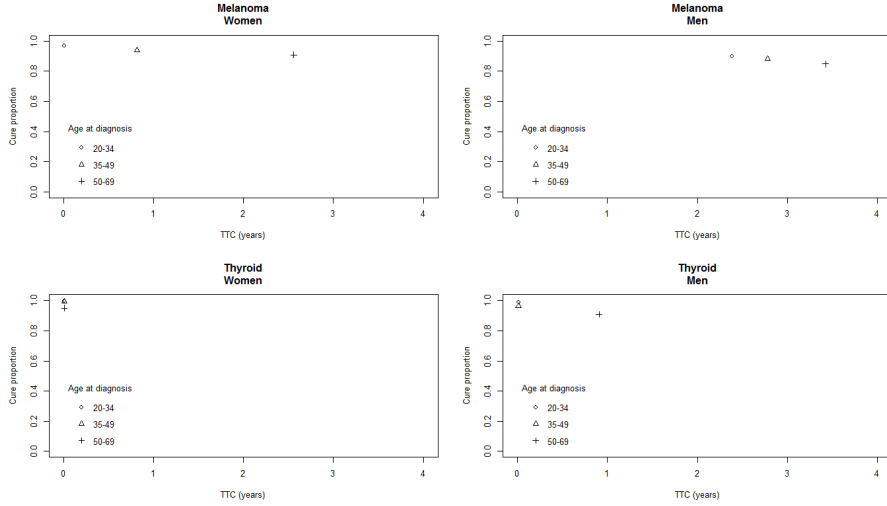 Melanoma
Women
Cure proportion
1.0
0.8
0.6
0.4
0.2
0.0
Age at diagnosis
20-34
35-49
50-69
0 1 2 3 4
TTC (years)
Melanoma
Men
Cure proportion
1.0
0.8
0.6
0.4
0.2
0.0
Age at diagnosis
20-34
35-49
50-69
0 1 2 3 4
TTC (years)
Thyroid
Women
Cure proportion
1.0
0.8
0.6
0.4
0.2
0.0
Age at diagnosis
20-34
35-49
50-69
0 1 2 3 4
TTC (years)
Thyroid
Men
Cure proportion
1.0
0.8
0.6
0.4
0.2
0.0
Age at diagnosis
20-34
35-49
50-69
0 1 2 3 4
TTC (years)